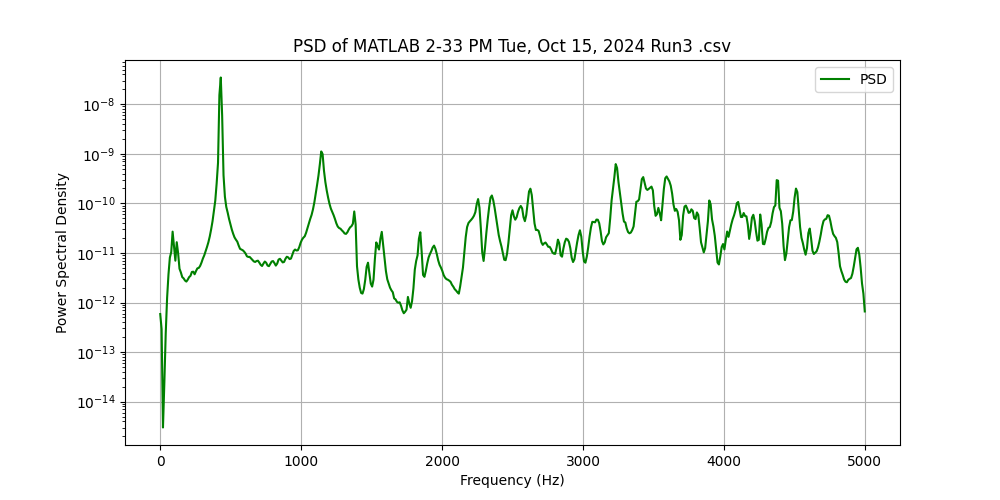 PSD of MATLAB 2-33 PM Tue, Oct 15, 2024 Run3 .csv
PSD
Power Spectral Density
10⁻⁸
10⁻⁹
10⁻¹⁰
10⁻¹¹
10⁻¹²
10⁻¹³
10⁻¹⁴
0 1000 2000 3000 4000 5000
Frequency (Hz)